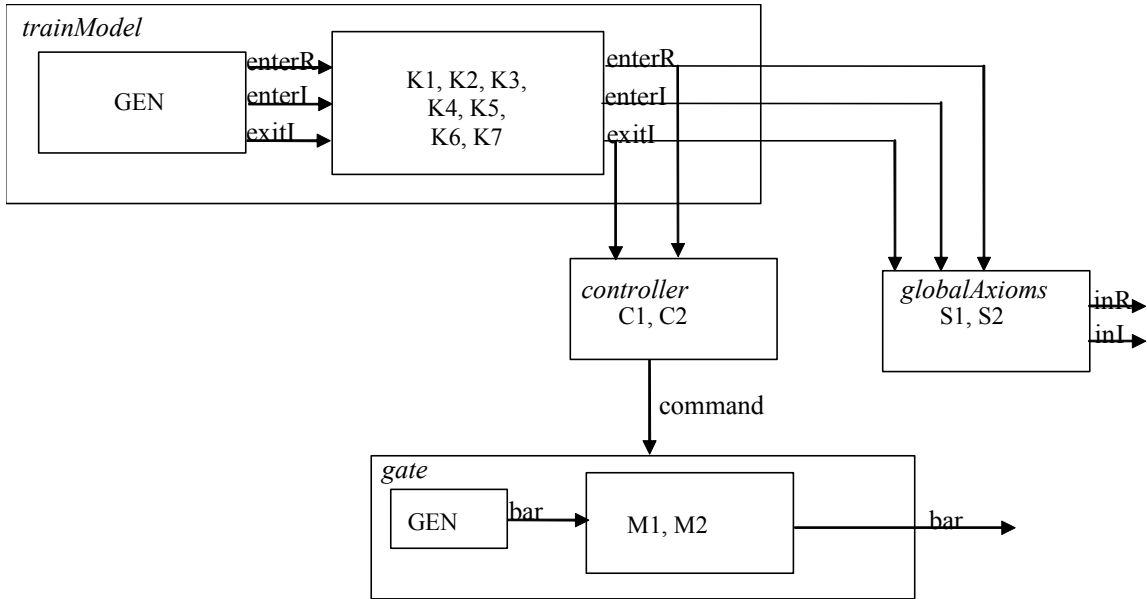 trainModel
GEN
enterR
enterI
exitI
K1, K2, K3,
K4, K5,
K6, K7
enterR
enterI
exitI
controller
C1, C2
globalAxioms
S1, S2
inR
inI
command
gate
GEN
bar
M1, M2
bar